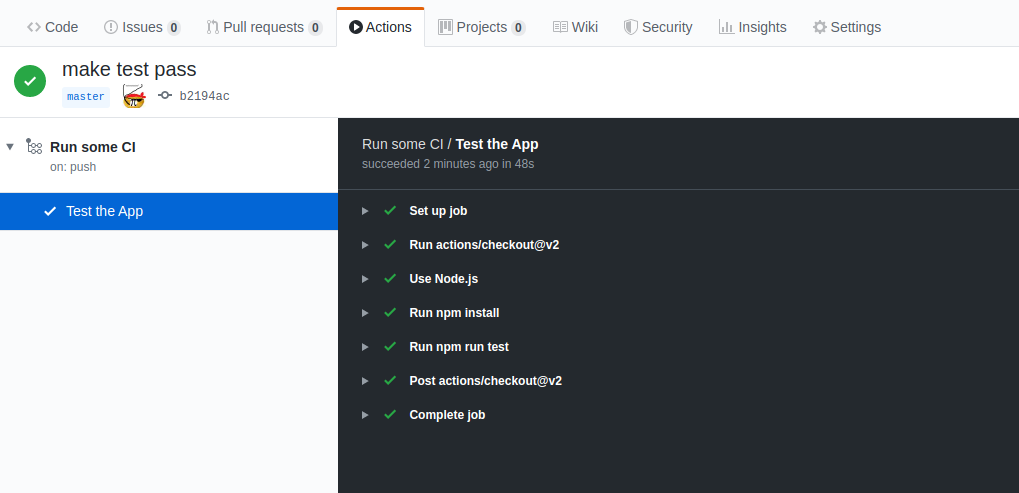 Code Issues 0 Pull requests 0 Actions Projects 0 Wiki Security Insights Settings
make test pass
master b2194ac
Run some CI
on: push
Test the App
Run some CI / Test the App
succeeded 2 minutes ago in 48s
Set up job
Run actions/checkout@v2
Use Node.js
Run npm install
Run npm run test
Post actions/checkout@v2
Complete job